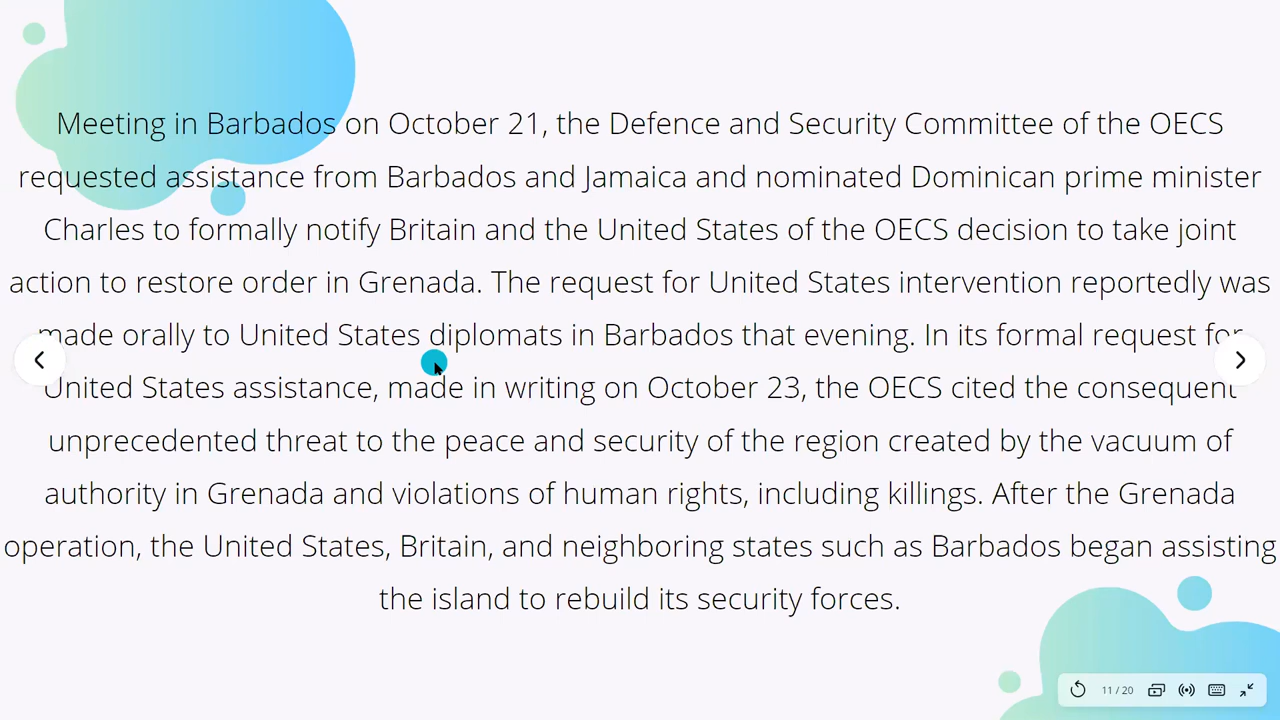 Meeting in Barbados on October 21, the Defence and Security Committee of the OECS
requested assistance from Barbados and Jamaica and nominated Dominican prime minister
Charles to formally notify Britain and the United States of the OECS decision to take joint
action to restore order in Grenada. The request for United States intervention reportedly was
made orally to United States diplomats in Barbados that evening. In its formal request for
United States assistance, made in writing on October 23, the OECS cited the consequent
unprecedented threat to the peace and security of the region created by the vacuum of
authority in Grenada and violations of human rights, including killings. After the Grenada
operation, the United States, Britain, and neighboring states such as Barbados began assisting
the island to rebuild its security forces.
11 / 20